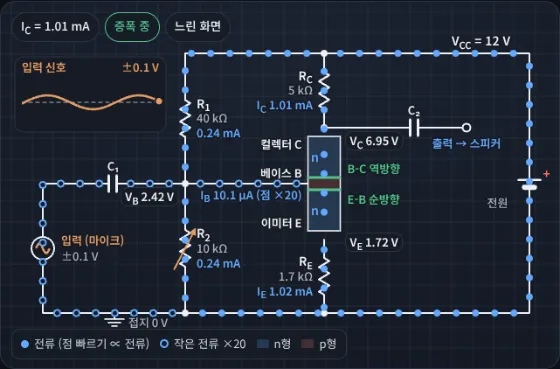 I_C = 1.01 mA
증폭 중
느린 화면
V_CC = 12 V
입력 신호
±0.1 V
R_C
5 kΩ
I_C 1.01 mA
R_1
40 kΩ
0.24 mA
C₂
컬렉터 C
V_C 6.95 V
출력 → 스피커
n
B-C 역방향
베이스 B
C₁
V_B 2.42 V
I_B 10.1 μA (점 ×20)
E-B 순방향
n
이미터 E
+
전원
R_2
10 kΩ
0.24 mA
입력 (마이크)
±0.1 V
V_E 1.72 V
R_E
1.7 kΩ
I_E 1.02 mA
접지 0 V
전류 (점 빠르기 ∝ 전류)
작은 전류 ×20
n형
p형